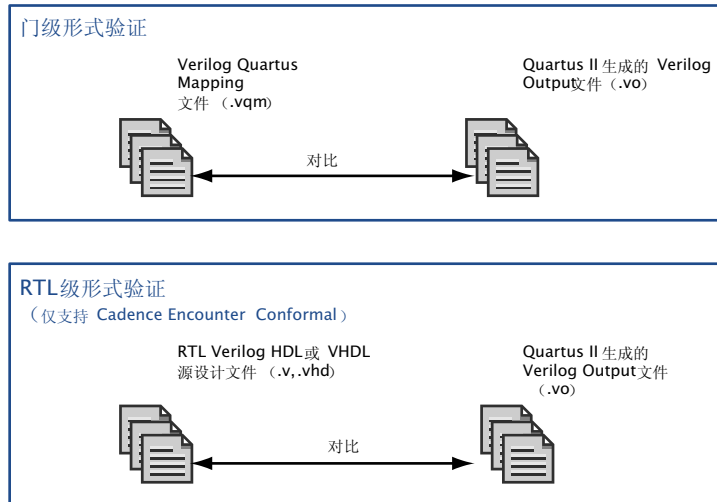 门级形式验证
Verilog Quartus
Mapping
文件 （.vqm）
Quartus II 生成的 Verilog
Output文件（.vo）
对比
RTL级形式验证
（仅支持 Cadence Encounter Conformal）
RTL Verilog HDL或 VHDL
源设计文件 （.v,.vhd）
Quartus II 生成的
Verilog Output文件
（.vo）
对比